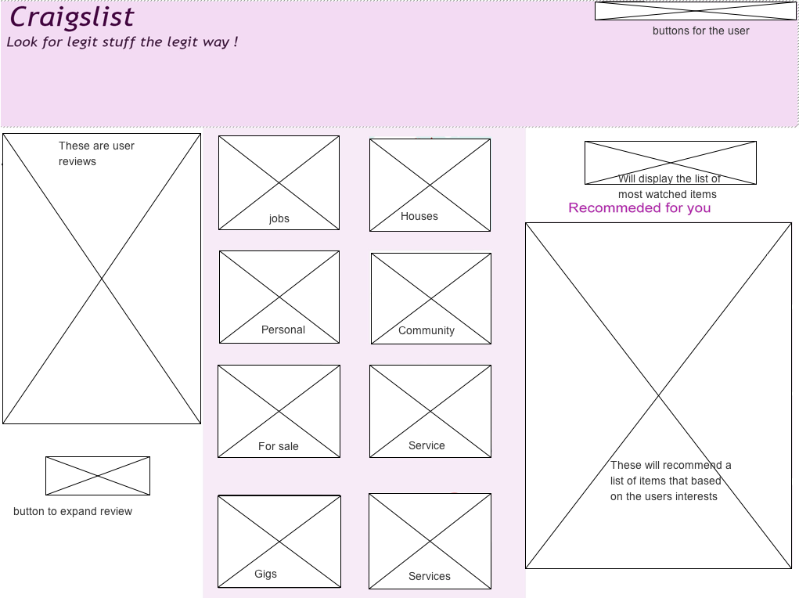 Craigslist
Look for legit stuff the legit way !
buttons for the user
These are user
reviews
jobs
Houses
Personal
Community
For sale
Service
Gigs
Services
button to expand review
Will display the list of
most watched items
Recommeded for you
These will recommend a
list of items that based
on the users interests